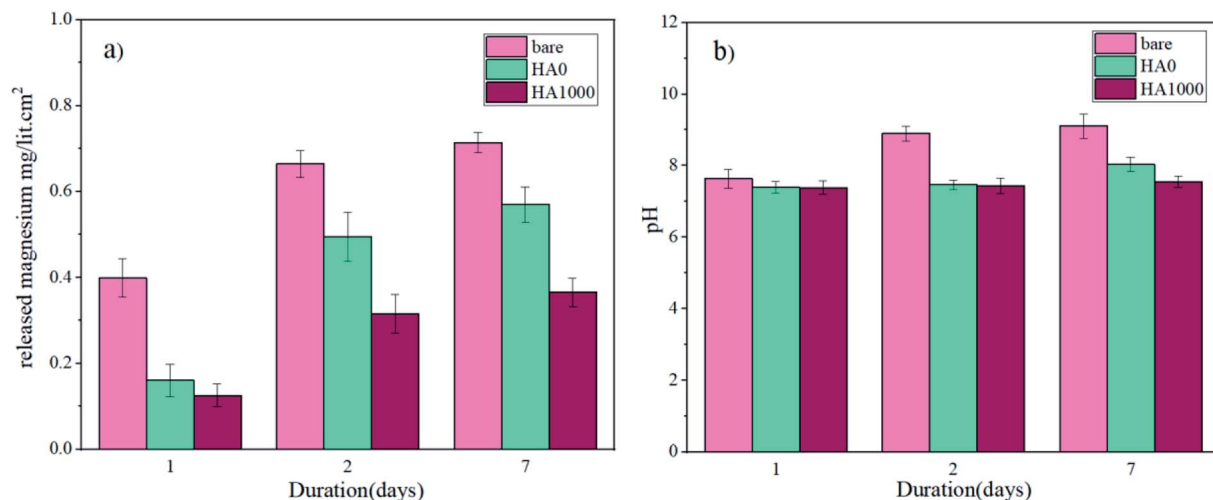 a)
bare
HA0
HA1000
released magnesium mg/lit.cm²
1.0
0.8
0.6
0.4
0.2
0.0
1 2 7
Duration(days)
b)
bare
HA0
HA1000
pH
12
10
8
6
4
2
0
1 2 7
Duration(days)